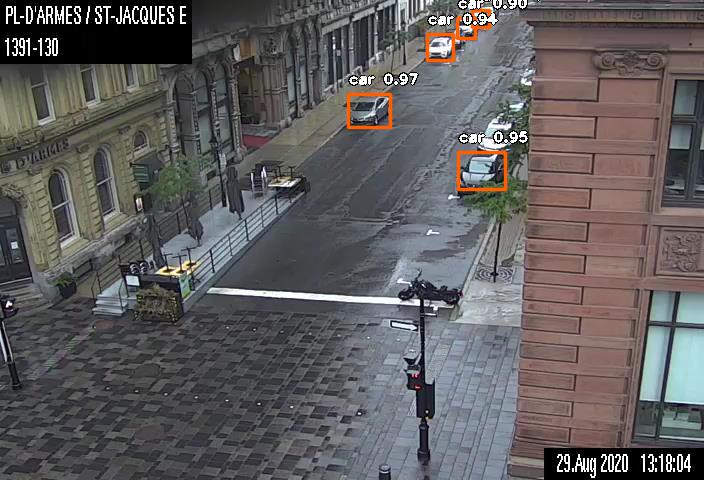 PL-D'ARMES / ST-JACQUES E
1391-130
car 0.90
car 0.94
car 0.97
car 0.95
D'ARMES
29.Aug 2020 13:18:04